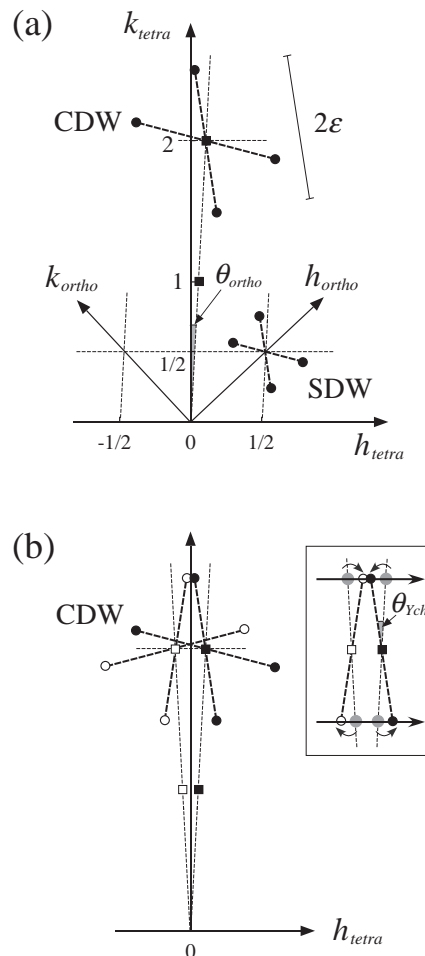 (a)
k_tetra
CDW
2ε
2
k_ortho
1
θ_ortho
h_ortho
1/2
SDW
-1/2
0
1/2
h_tetra
(b)
CDW
θ_Ych
h_tetra
0